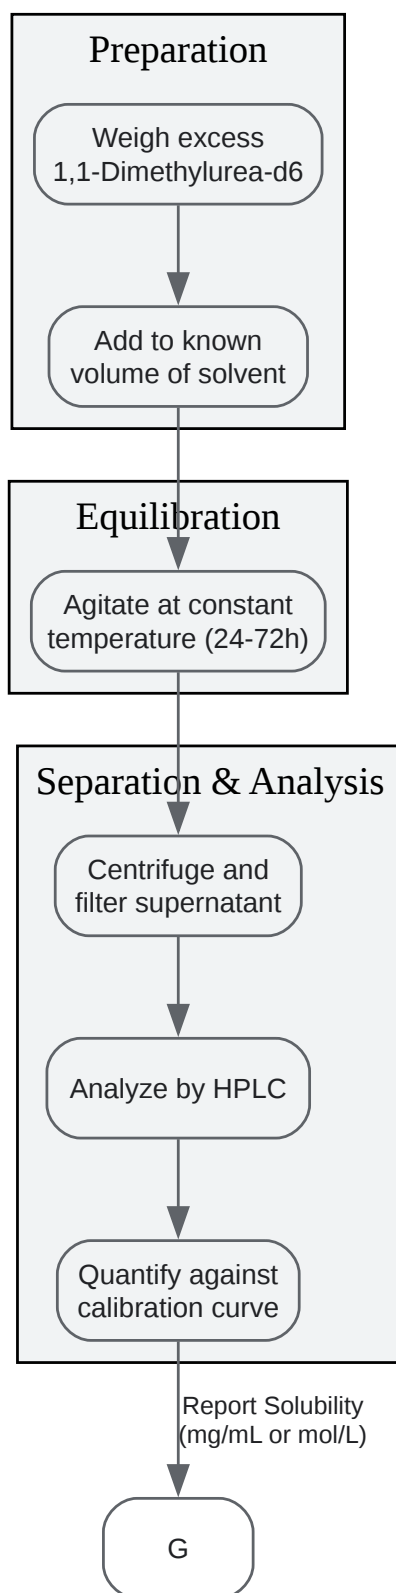 Preparation
Weigh excess
1,1-Dimethylurea-d6
Add to known
volume of solvent
Equilibration
Agitate at constant
temperature (24-72h)
Separation & Analysis
Centrifuge and
filter supernatant
Analyze by HPLC
Quantify against
calibration curve
Report Solubility
(mg/mL or mol/L)
G